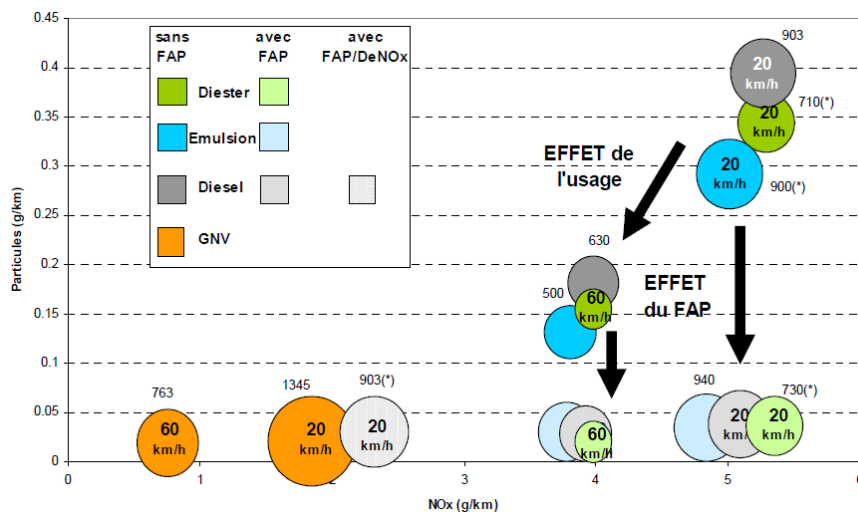 0.45
0.4
0.35
0.3
0.25
0.2
0.15
0.1
0.05
0
Particules (g/km)
sans FAP
avec FAP
avec FAP/DeNOx
Diester
Emulsion
Diesel
GNV
903
20 km/h
710(*)
20 km/h
20 km/h
900(*)
EFFET de
l'usage
630
500
60 km/h
EFFET
du FAP
763
60 km/h
1345
20 km/h
903(*)
20 km/h
60 km/h
940
20 km/h
730(*)
20 km/h
0 1 2 3 4 5 6
NOx (g/km)